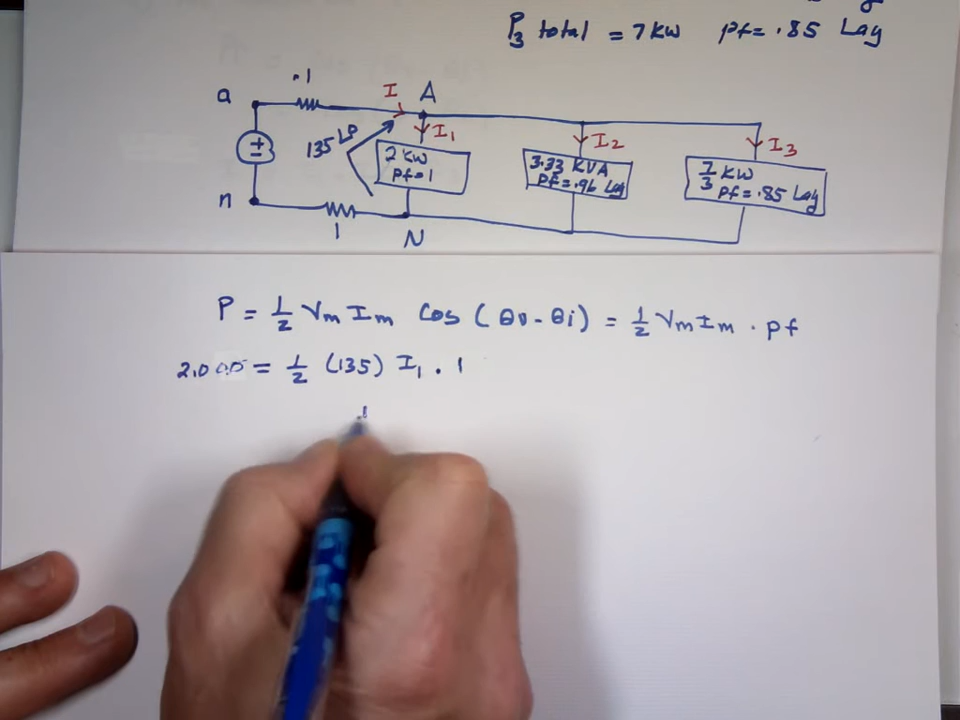 P3 total = 7 kw pf = .85 Lag
.1
a
I
A
135 L0
I1
I2
I3
2 kw
pf=1
3.33 KVA
pf=.96 Lag
7/3 kw
pf=.85 Lag
n
1
N
P = 1/2 Vm Im Cos (θv - θi) = 1/2 Vm Im . pf
2,000 = 1/2 (135) I1 . 1